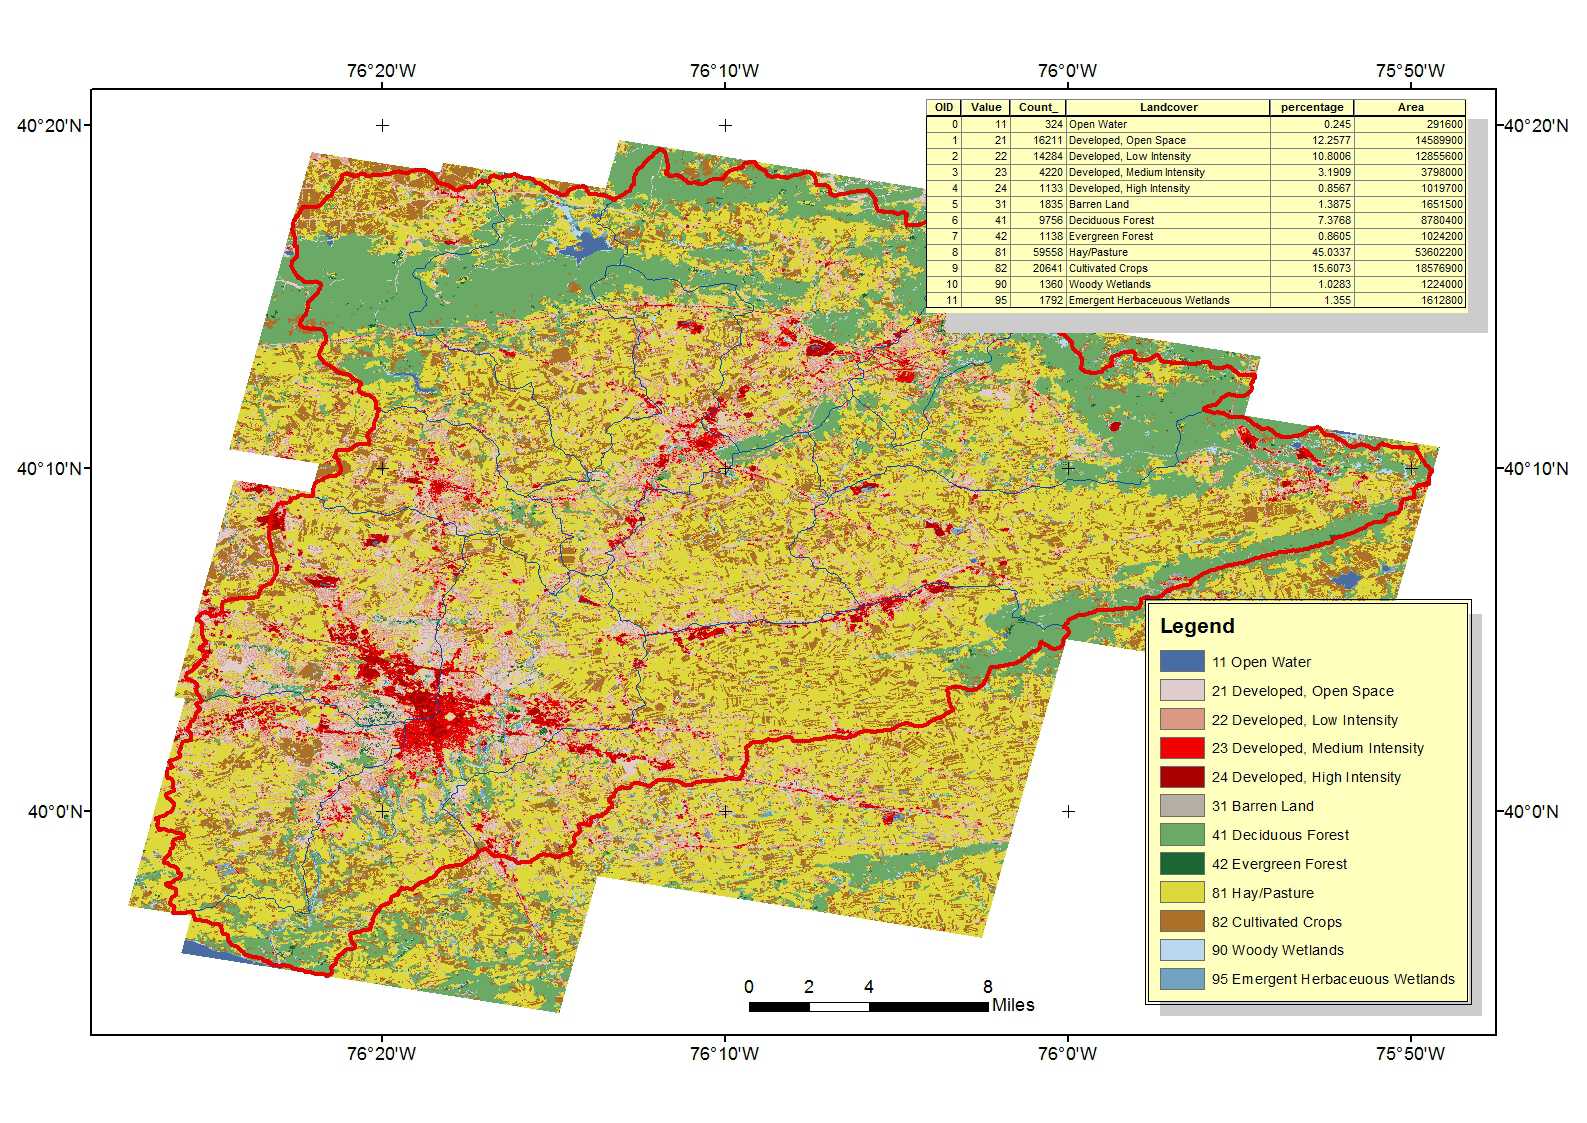 76°20'W 76°10'W 76°0'W 75°50'W
40°20'N 40°20'N
OID Value Count_ Landcover percentage Area
0 11 324 Open Water 0.245 291600
1 21 16211 Developed, Open Space 12.2577 14589900
2 22 14284 Developed, Low Intensity 10.8006 12855600
3 23 4220 Developed, Medium Intensity 3.1909 3798000
4 24 1133 Developed, High Intensity 0.8567 1019700
5 31 1835 Barren Land 1.3875 1651500
6 41 9756 Deciduous Forest 7.3768 8780400
7 42 1138 Evergreen Forest 0.8605 1024200
8 81 59558 Hay/Pasture 45.0337 53602200
9 82 20641 Cultivated Crops 15.6073 18576900
10 90 1360 Woody Wetlands 1.0283 1224000
11 95 1792 Emergent Herbaceuous Wetlands 1.355 1612800
40°10'N 40°10'N
Legend
11 Open Water
21 Developed, Open Space
22 Developed, Low Intensity
23 Developed, Medium Intensity
24 Developed, High Intensity
31 Barren Land
41 Deciduous Forest
42 Evergreen Forest
81 Hay/Pasture
82 Cultivated Crops
90 Woody Wetlands
95 Emergent Herbaceuous Wetlands
40°0'N 40°0'N
0 2 4 8
Miles
76°20'W 76°10'W 76°0'W 75°50'W